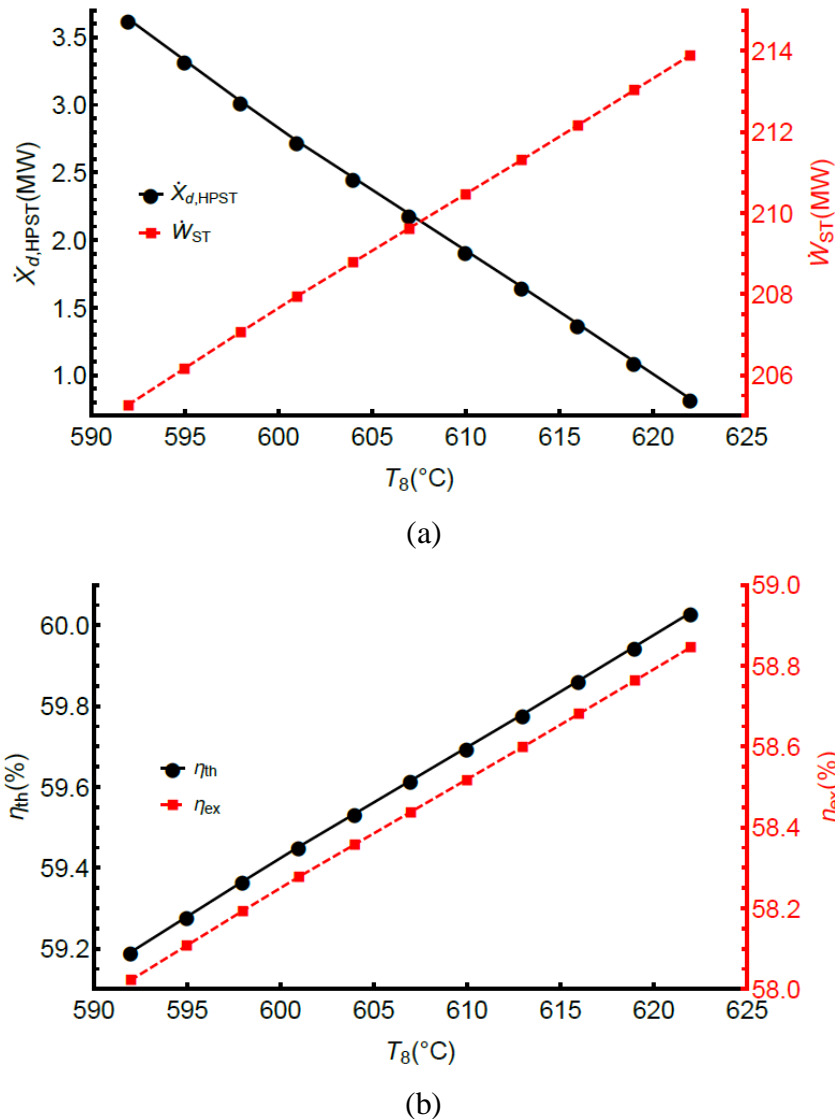 3.5
3.0
2.5
2.0
1.5
1.0
Ẋd,HPST(MW)
Ẋd,HPST
ẆST
214
212
210
208
206
ẆST(MW)
590 595 600 605 610 615 620 625
T8(°C)
(a)
60.0
59.8
59.6
59.4
59.2
ηth(%)
ηth
ηex
59.0
58.8
58.6
58.4
58.2
58.0
ηex(%)
590 595 600 605 610 615 620 625
T8(°C)
(b)